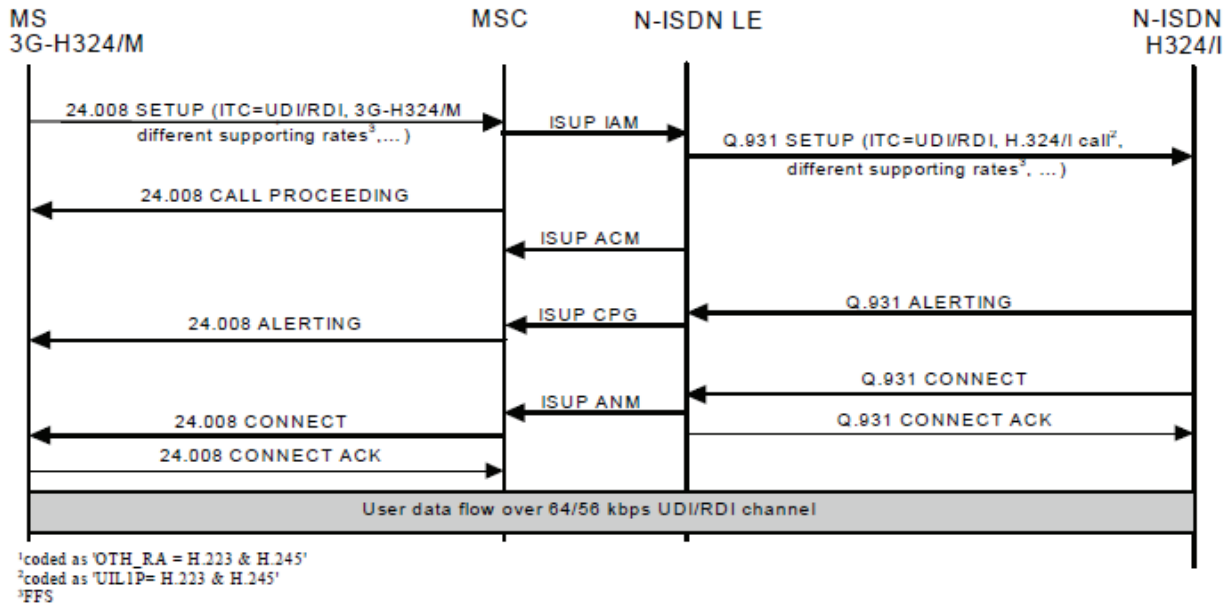 MS
3G-H324/M
MSC
N-ISDN LE
N-ISDN
H324/I
24.008 SETUP (ITC=UDI/RDI, 3G-H324/M
different supporting rates³,...)
ISUP IAM
Q.931 SETUP (ITC=UDI/RDI, H.324/I call²,
different supporting rates³, ...)
24.008 CALL PROCEEDING
ISUP ACM
Q.931 ALERTING
ISUP CPG
24.008 ALERTING
Q.931 CONNECT
ISUP ANM
24.008 CONNECT
Q.931 CONNECT ACK
24.008 CONNECT ACK
User data flow over 64/56 kbps UDI/RDI channel
¹coded as 'OTH_RA = H.223 & H.245'
²coded as 'UIL1P= H.223 & H.245'
³FFS